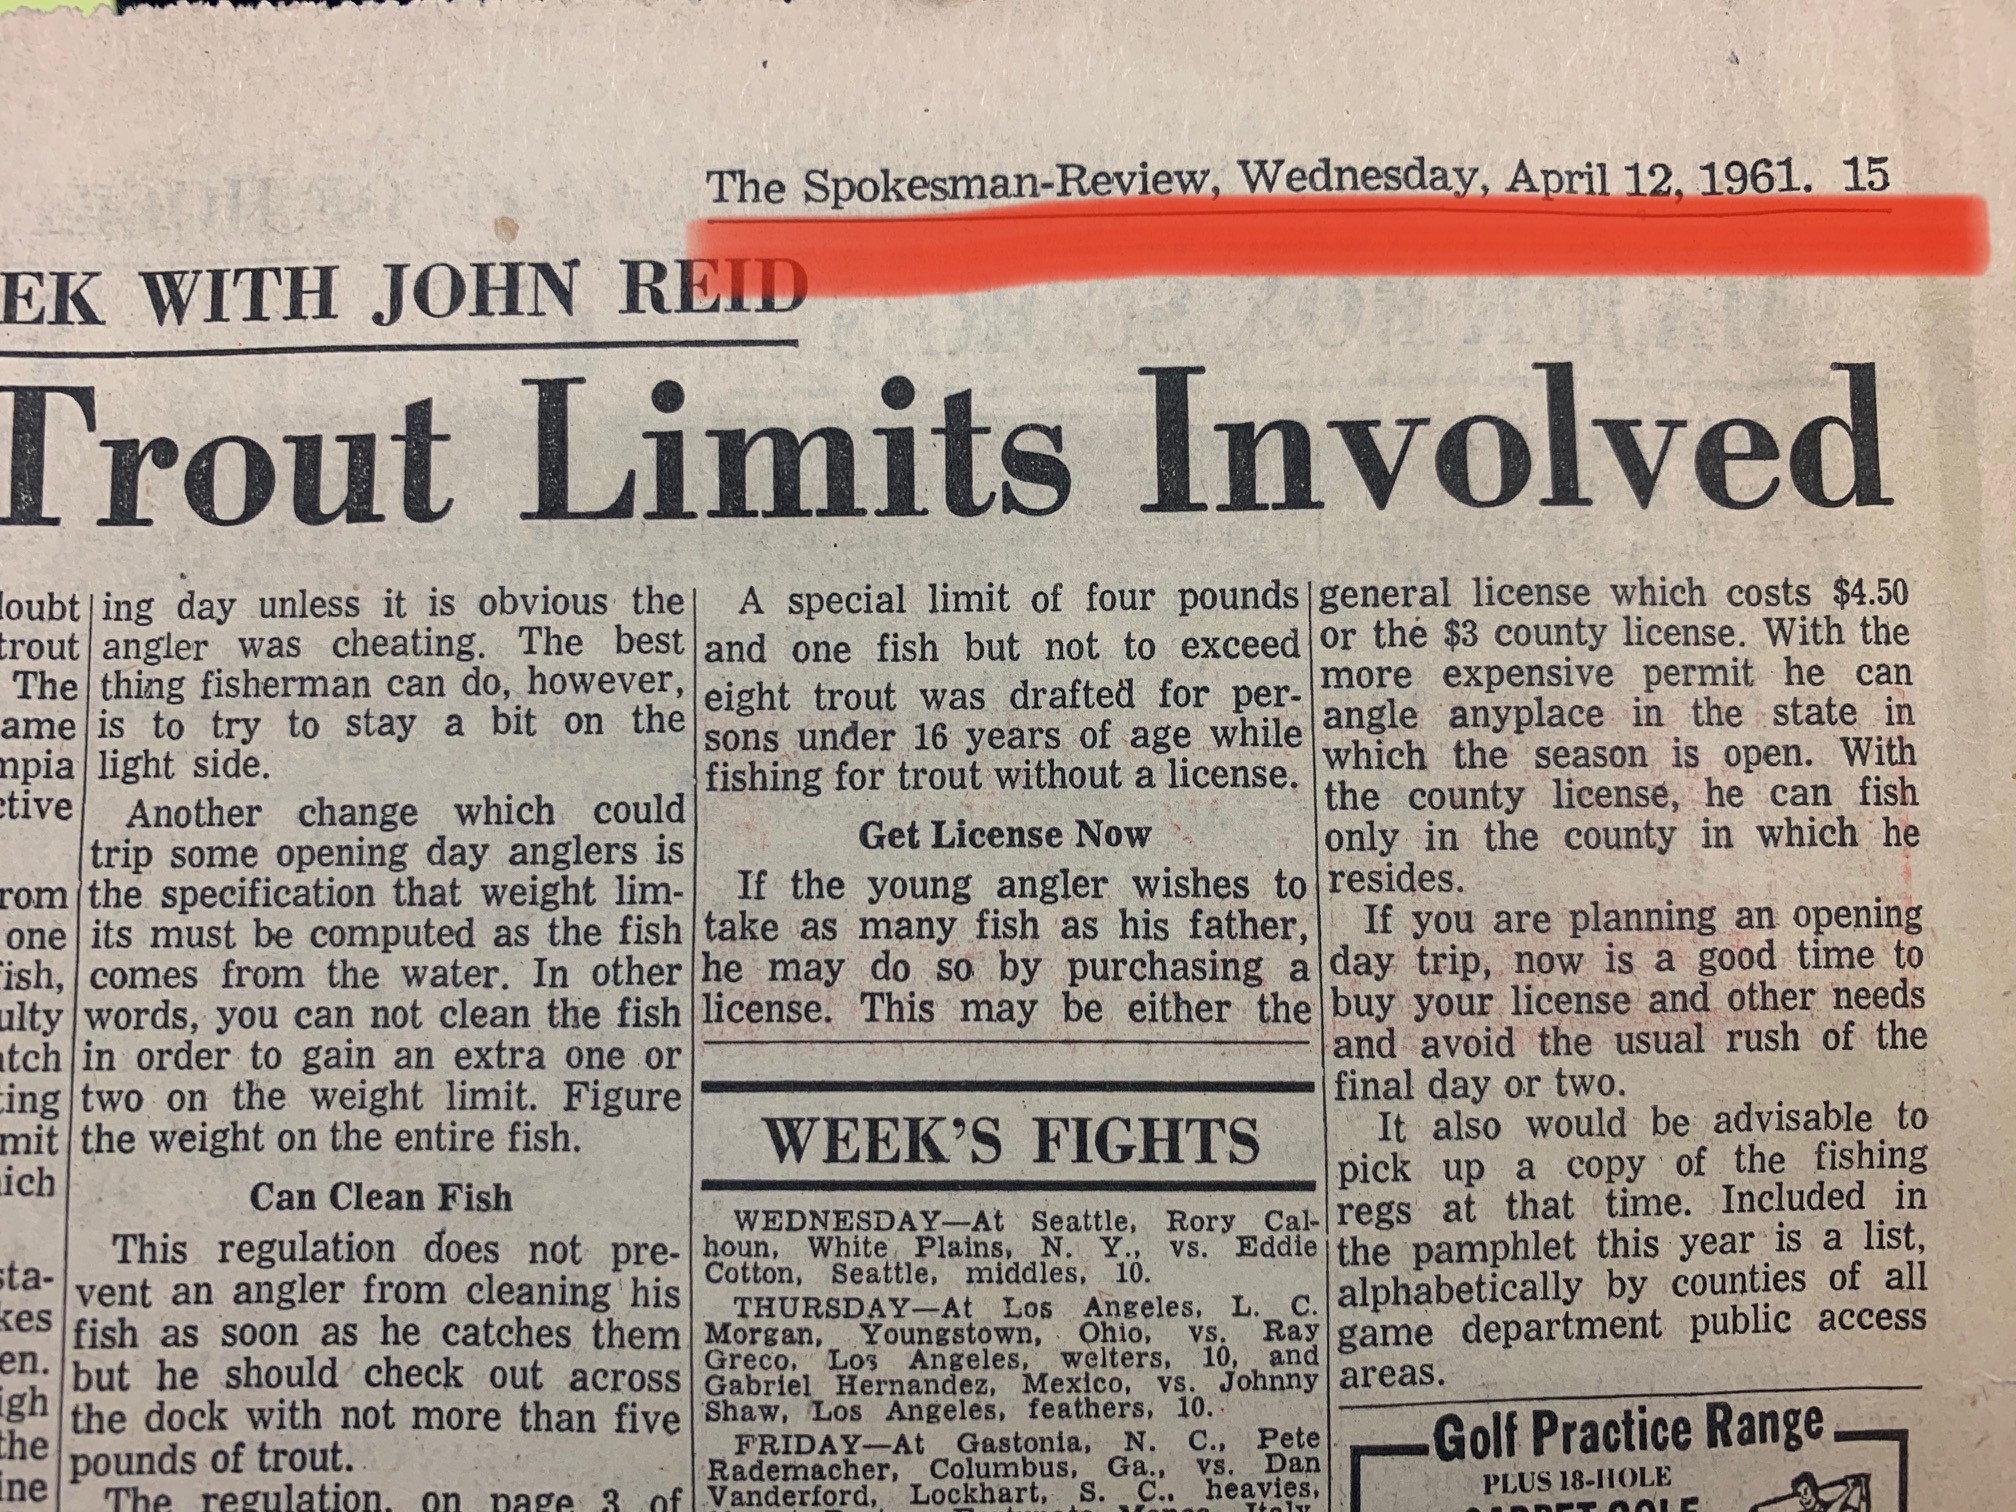 The Spokesman-Review, Wednesday, April 12, 1961. 15
EK WITH JOHN REID
Trout Limits Involved
trout
The
one
ing day unless it is obvious the
angler was cheating. The best
thing fisherman can do, however,
is to try to stay a bit on the
light side.
Another change which could
trip some opening day anglers is
the specification that weight lim-
its must be computed as the fish
comes from the water. In other
words, you can not clean the fish
in order to gain an extra one or
two on the weight limit. Figure
the weight on the entire fish.
Can Clean Fish
This regulation does not pre-
vent an angler from cleaning his
fish as soon as he catches them
but he should check out across
the dock with not more than five
pounds of trout.
The regulation, on page 3 of
A special limit of four pounds
and one fish but not to exceed
eight trout was drafted for per-
sons under 16 years of age while
fishing for trout without a license.
Get License Now
If the young angler wishes to
take as many fish as his father,
he may do so by purchasing a
license. This may be either the
WEEK'S FIGHTS
WEDNESDAY—At Seattle, Rory Cal-
houn, White Plains, N. Y., vs. Eddie
Cotton, Seattle, middles, 10.
THURSDAY—At Los Angeles, L. C.
Morgan, Youngstown, Ohio, vs. Ray
Greco, Los Angeles, welters, 10, and
Gabriel Hernandez, Mexico, vs. Johnny
Shaw, Los Angeles, feathers, 10.
FRIDAY—At Gastonia, N. C., Pete
Rademacher, Columbus, Ga., vs. Dan
Vanderford, Lockhart, S. C., heavies,
general license which costs $4.50
or the $3 county license. With the
more expensive permit he can
angle anyplace in the state in
which the season is open. With
the county license, he can fish
only in the county in which he
resides.
If you are planning an opening
day trip, now is a good time to
buy your license and other needs
and avoid the usual rush of the
final day or two.
It also would be advisable to
pick up a copy of the fishing
regs at that time. Included in
the pamphlet this year is a list,
alphabetically by counties of all
game department public access
areas.
Golf Practice Range
PLUS 18-HOLE